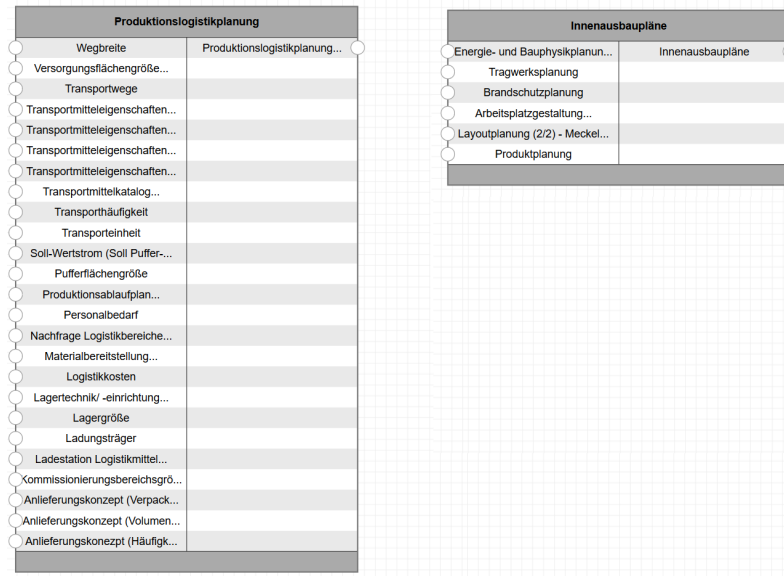 Produktionslogistikplanung
Wegbreite
Produktionslogistikplanung...
Versorgungsflächengröße...
Transportwege
Transportmitteleigenschaften...
Transportmitteleigenschaften...
Transportmitteleigenschaften...
Transportmitteleigenschaften...
Transportmittelkatalog...
Transporthäufigkeit
Transporteinheit
Soll-Wertstrom (Soll Puffer-...
Pufferflächengröße
Produktionsablaufplan...
Personalbedarf
Nachfrage Logistikbereiche...
Materialbereitstellung...
Logistikkosten
Lagertechnik/ -einrichtung...
Lagergröße
Ladungsträger
Ladestation Logistikmittel...
Kommissionierungsbereichsgrö...
Anlieferungskonzept (Verpack...
Anlieferungskonzept (Volumen...
Anlieferungskonezpt (Häufigk...
Innenausbaupläne
Energie- und Bauphysikplanun...
Innenausbaupläne
Tragwerksplanung
Brandschutzplanung
Arbeitsplatzgestaltung...
Layoutplanung (2/2) - Meckel...
Produktplanung